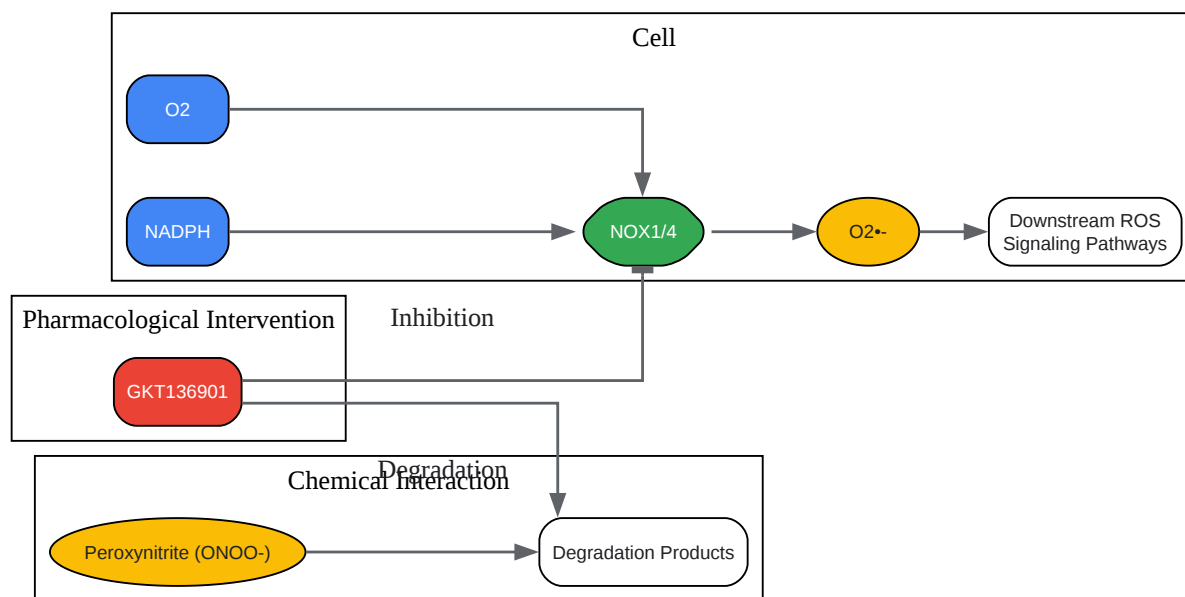 Cell
O2
NADPH
NOX1/4
O2•-
Downstream ROS
Signaling Pathways
Pharmacological Intervention
Inhibition
GKT136901
Degradation
Chemical Interaction
Peroxynitrite (ONOO-)
Degradation Products